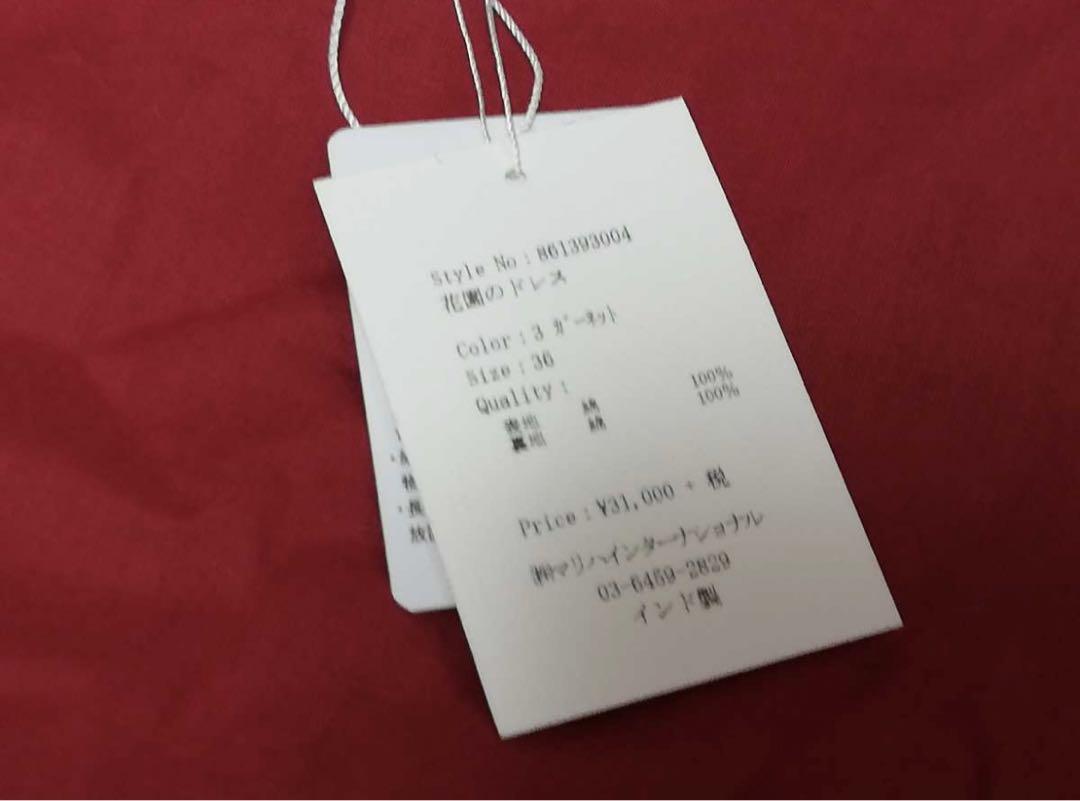 Style No : 861393004
花園のドレス
Color : 3 ガーネット
Size : 36
Quality :
表地 綿 100%
裏地 綿 100%
Price : ¥31,000 + 税
㈱マリハインターナショナル
03-6459-2829
インド製